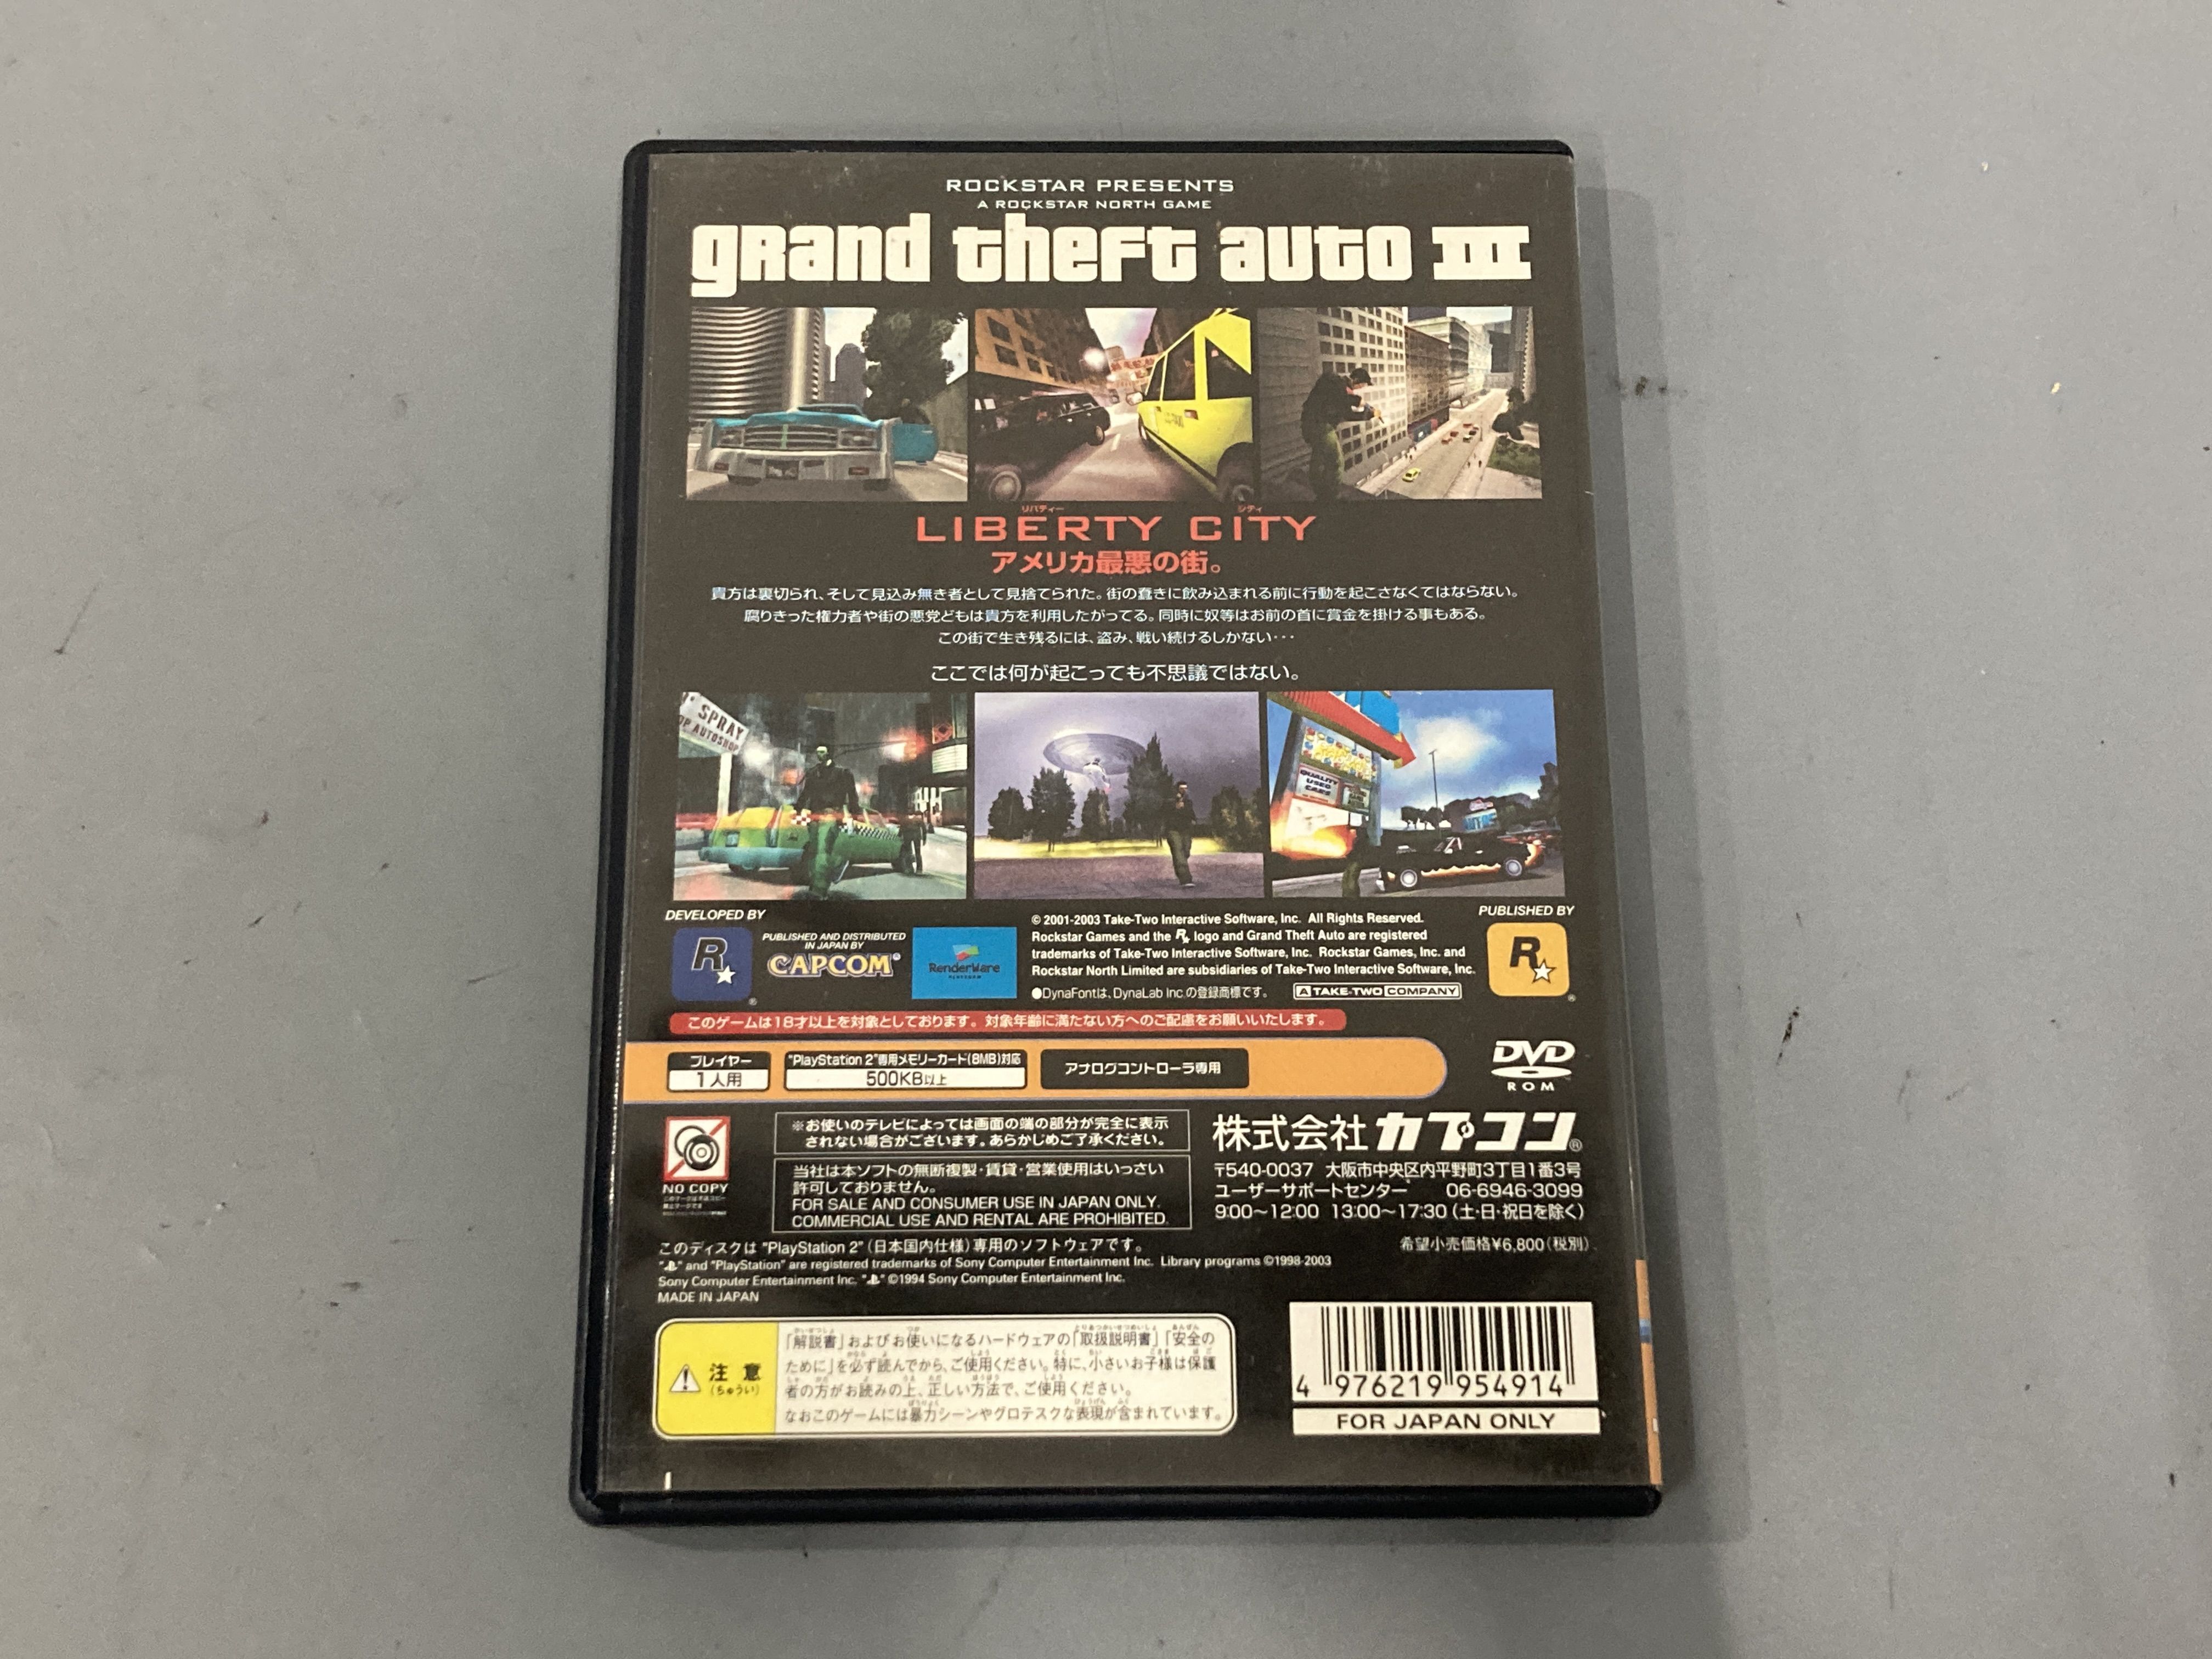 ROCKSTAR PRESENTS
A ROCKSTAR NORTH GAME
grand theft auto III
リバティー シティ
LIBERTY CITY
アメリカ最悪の街。
貴方は裏切られ、そして見込み無き者として見捨てられた。街の蠢きに飲み込まれる前に行動を起こさなくてはならない。
腐りきった権力者や街の悪党どもは貴方を利用したがってる。同時に奴等はお前の首に賞金を掛ける事もある。
この街で生き残るには、盗み、戦い続けるしかない・・・
ここでは何が起こっても不思議ではない。
SPRAY
AUTOSHOP
QUALITY
USED
CARS
AUTOS
DEVELOPED BY
R
PUBLISHED AND DISTRIBUTED
IN JAPAN BY
CAPCOM®
RenderWare
PLATFORM
© 2001-2003 Take-Two Interactive Software, Inc. All Rights Reserved.
Rockstar Games and the R logo and Grand Theft Auto are registered
trademarks of Take-Two Interactive Software, Inc. Rockstar Games, Inc. and
Rockstar North Limited are subsidiaries of Take-Two Interactive Software, Inc.
●DynaFontは、DynaLab Inc.の登録商標です。
A TAKE-TWO COMPANY
PUBLISHED BY
R
このゲームは18才以上を対象としております。対象年齢に満たない方へのご配慮をお願いいたします。
プレイヤー
1人用
"PlayStation 2"専用メモリーカード(8MB)対応
500KB以上
アナログコントローラ専用
DVD
ROM
NO COPY
※お使いのテレビによっては画面の端の部分が完全に表示
されない場合がございます。あらかじめご了承ください。
当社は本ソフトの無断複製・賃貸・営業使用はいっさい
許可しておりません。
FOR SALE AND CONSUMER USE IN JAPAN ONLY.
COMMERCIAL USE AND RENTAL ARE PROHIBITED.
株式会社カプコン®
〒540-0037 大阪市中央区内平野町3丁目1番3号
ユーザーサポートセンター 06-6946-3099
9:00〜12:00 13:00〜17:30(土・日・祝日を除く)
このディスクは "PlayStation 2"(日本国内仕様)専用のソフトウェアです。
希望小売価格¥6,800(税別)
" " and "PlayStation" are registered trademarks of Sony Computer Entertainment Inc. Library programs ©1998-2003
Sony Computer Entertainment Inc. " " ©1994 Sony Computer Entertainment Inc.
MADE IN JAPAN
注意
(ちゅうい)
「解説書」およびお使いになるハードウェアの「取扱説明書」「安全の
ために」を必ず読んでから、ご使用ください。特に、小さいお子様は保護
者の方がお読みの上、正しい方法で、ご使用ください。
なおこのゲームには暴力シーンやグロテスクな表現が含まれています。
4 976219 954914
FOR JAPAN ONLY